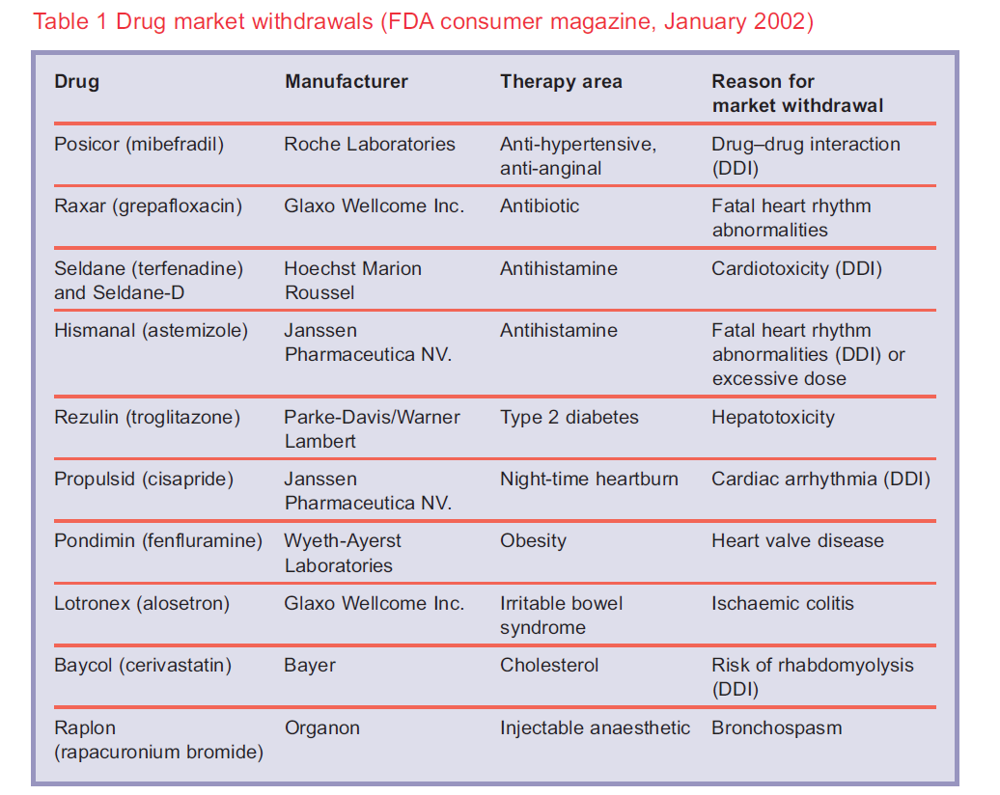 Table 1 Drug market withdrawals (FDA consumer magazine, January 2002)
Drug Manufacturer Therapy area Reason for
market withdrawal
Posicor (mibefradil) Roche Laboratories Anti-hypertensive, Drug–drug interaction
anti-anginal (DDI)
Raxar (grepafloxacin) Glaxo Wellcome Inc. Antibiotic Fatal heart rhythm
abnormalities
Seldane (terfenadine) Hoechst Marion Antihistamine Cardiotoxicity (DDI)
and Seldane-D Roussel
Hismanal (astemizole) Janssen Antihistamine Fatal heart rhythm
Pharmaceutica NV. abnormalities (DDI) or
excessive dose
Rezulin (troglitazone) Parke-Davis/Warner Type 2 diabetes Hepatotoxicity
Lambert
Propulsid (cisapride) Janssen Night-time heartburn Cardiac arrhythmia (DDI)
Pharmaceutica NV.
Pondimin (fenfluramine) Wyeth-Ayerst Obesity Heart valve disease
Laboratories
Lotronex (alosetron) Glaxo Wellcome Inc. Irritable bowel Ischaemic colitis
syndrome
Baycol (cerivastatin) Bayer Cholesterol Risk of rhabdomyolysis
(DDI)
Raplon Organon Injectable anaesthetic Bronchospasm
(rapacuronium bromide)